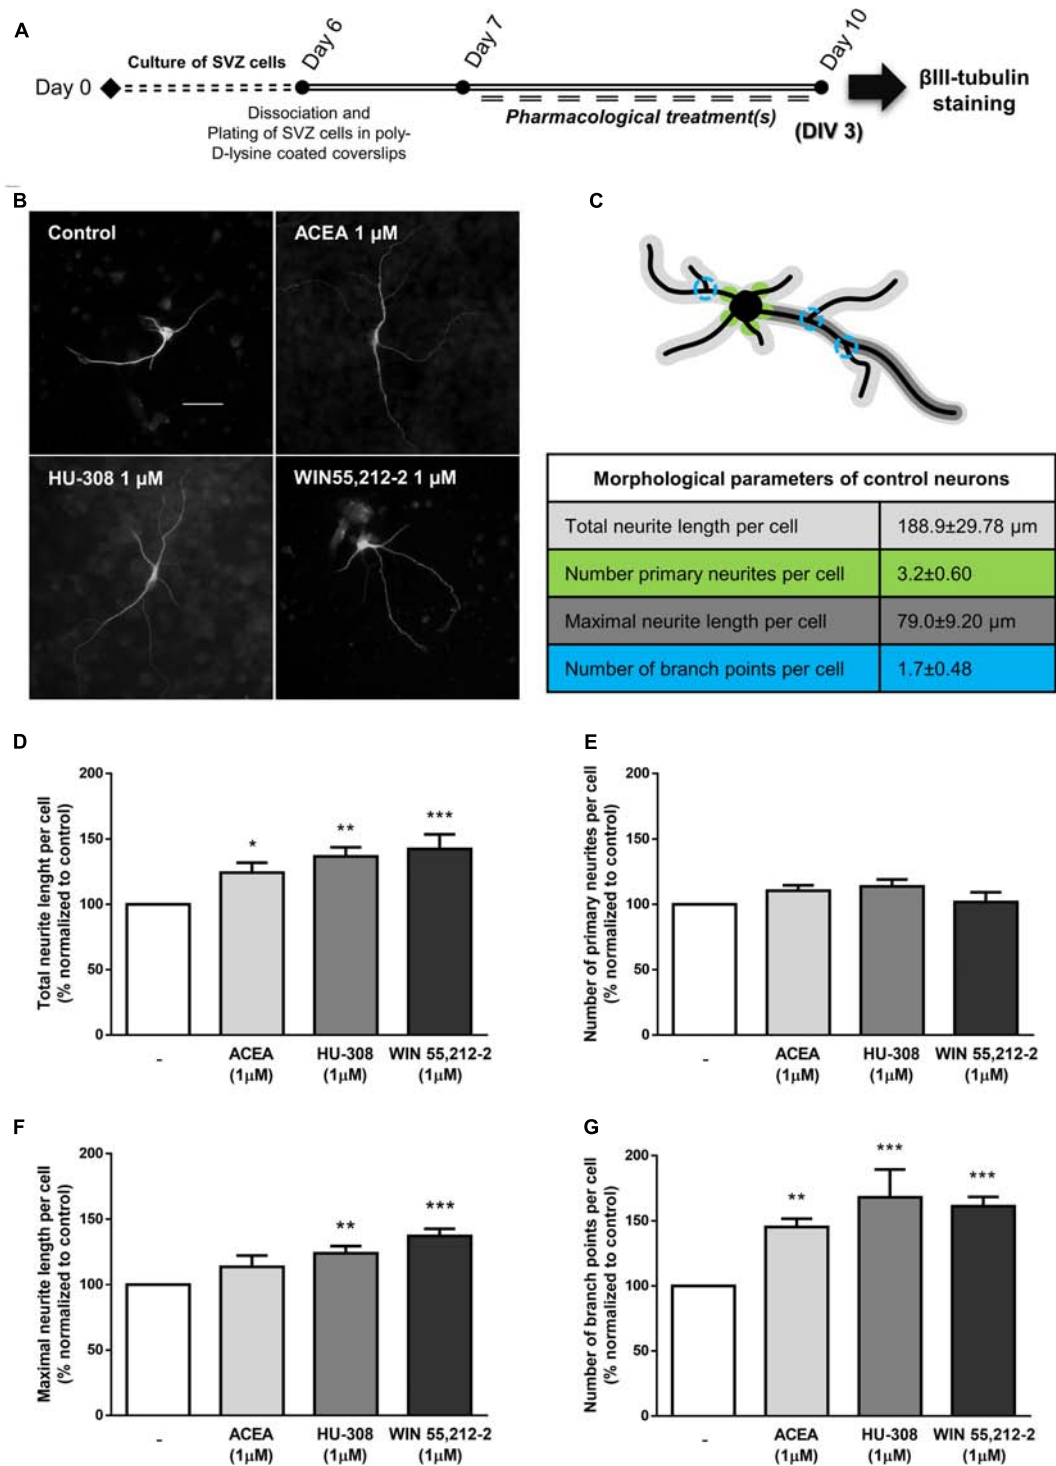 A
Day 0
Culture of SVZ cells
Day 6
Day 7
Day 10
Dissociation and
Plating of SVZ cells in poly-
D-lysine coated coverslips
Pharmacological treatment(s)
(DIV 3)
βIII-tubulin
staining
B
Control
ACEA 1 µM
HU-308 1 µM
WIN55,212-2 1 µM
C
Morphological parameters of control neurons
Total neurite length per cell 188.9±29.78 µm
Number primary neurites per cell 3.2±0.60
Maximal neurite length per cell 79.0±9.20 µm
Number of branch points per cell 1.7±0.48
D
Total neurite lenght per cell
(% normalized to control)
200
150
100
50
0
*
**
***
-
ACEA
(1µM)
HU-308
(1µM)
WIN 55,212-2
(1µM)
E
Number of primary neurites per cell
(% normalized to control)
200
150
100
50
0
-
ACEA
(1µM)
HU-308
(1µM)
WIN 55,212-2
(1µM)
F
Maximal neurite length per cell
(% normalized to control)
200
150
100
50
0
**
***
-
ACEA
(1µM)
HU-308
(1µM)
WIN 55,212-2
(1µM)
G
Number of branch points per cell
(% normalized to control)
200
150
100
50
0
**
***
***
-
ACEA
(1µM)
HU-308
(1µM)
WIN 55,212-2
(1µM)